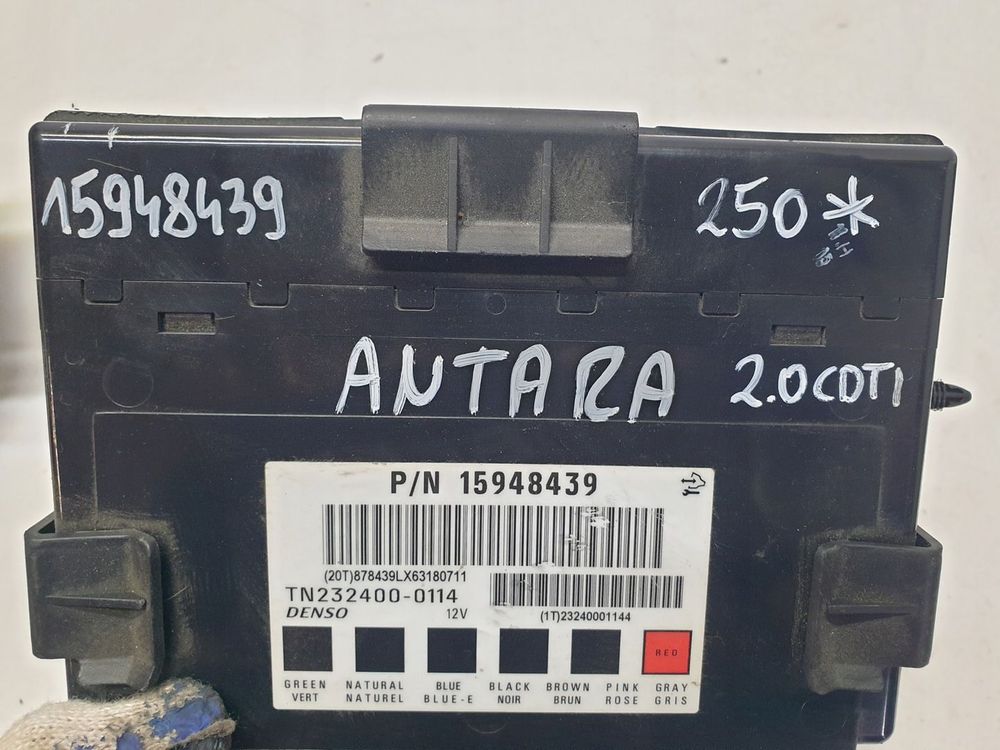 15948439
250*
ANTARA 2.0CDTI
P/N 15948439
(20T)878439LX63180711
TN232400-0114
(1T)23240001144
DENSO 12V
RED
GREEN NATURAL BLUE BLACK BROWN PINK GRAY
VERT NATUREL BLUE-E NOIR BRUN ROSE GRIS